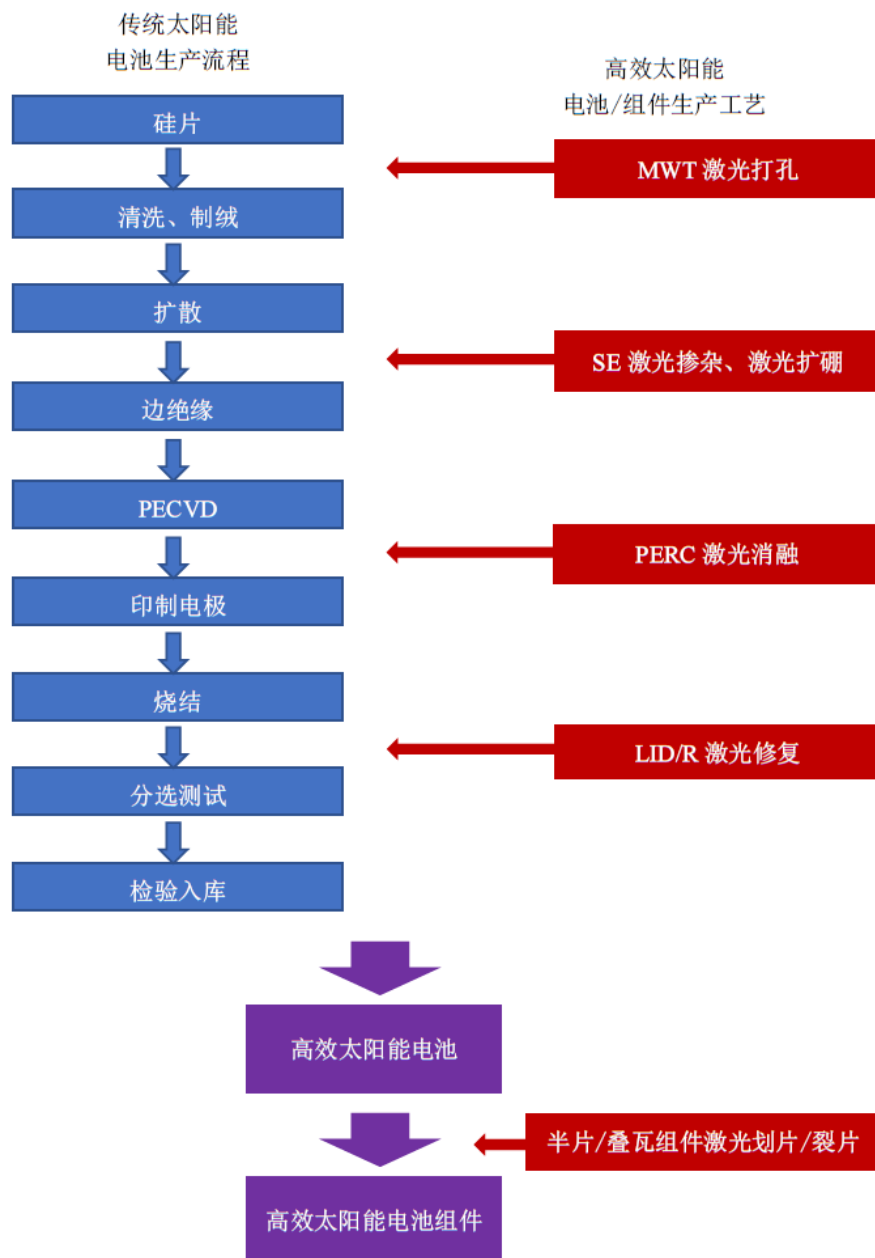 传统太阳能
电池生产流程
高效太阳能
电池/组件生产工艺
硅片
MWT 激光打孔
清洗、制绒
扩散
SE 激光掺杂、激光扩硼
边绝缘
PECVD
PERC 激光消融
印制电极
烧结
LID/R 激光修复
分选测试
检验入库
高效太阳能电池
半片/叠瓦组件激光划片/裂片
高效太阳能电池组件